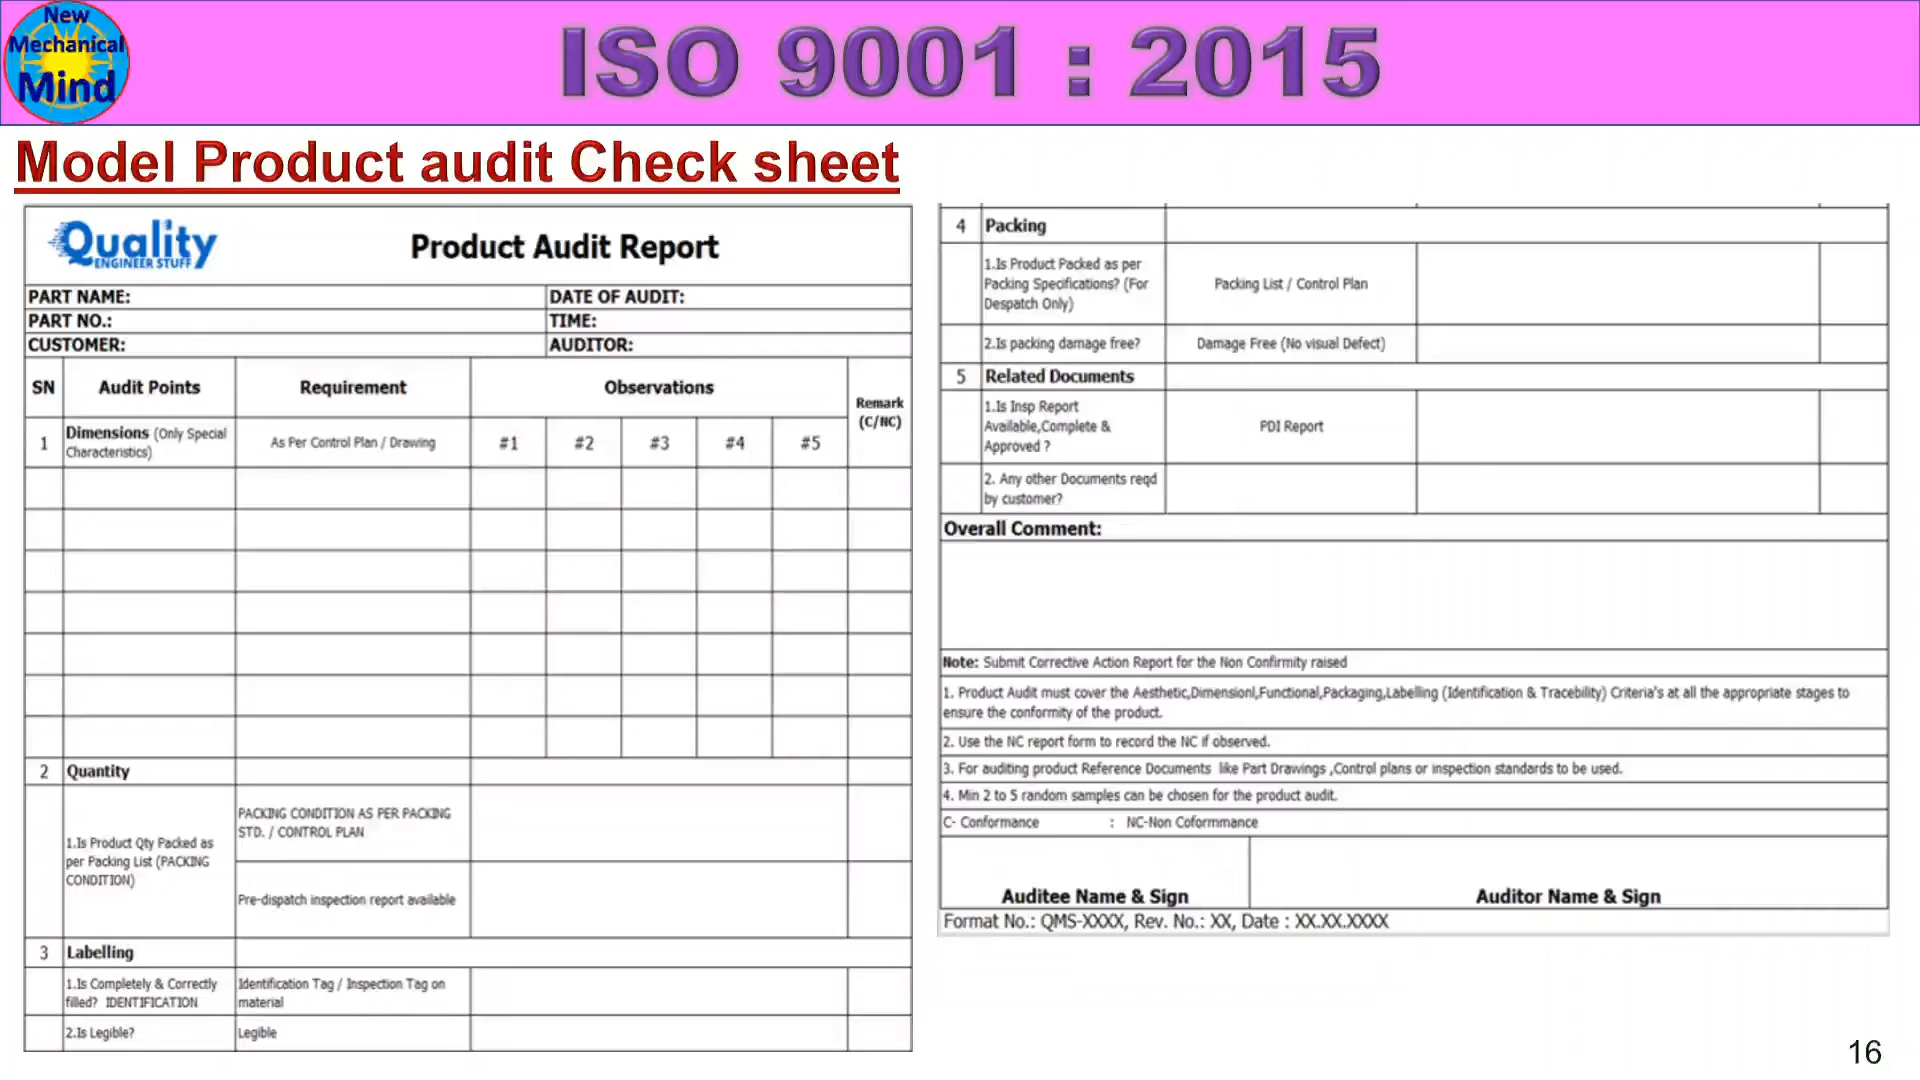 New
Mechanical
Mind
ISO 9001 : 2015
Model Product audit Check sheet
Quality
ENGINEER STUFF
Product Audit Report
PART NAME:
DATE OF AUDIT:
PART NO.:
TIME:
CUSTOMER:
AUDITOR:
SN
Audit Points
Requirement
Observations
Remark
(C/NC)
1
Dimensions (Only Special
Characteristics)
As Per Control Plan / Drawing
#1
#2
#3
#4
#5
2
Quantity
1.Is Product Qty Packed as
per Packing List (PACKING
CONDITION)
PACKING CONDITION AS PER PACKING
STD. / CONTROL PLAN
Pre-dispatch inspection report available
3
Labelling
1.Is Completely & Correctly
filled? IDENTIFICATION
Identification Tag / Inspection Tag on
material
2.Is Legible?
Legible
4
Packing
1.Is Product Packed as per
Packing Specifications? (For
Despatch Only)
Packing List / Control Plan
2.Is packing damage free?
Damage Free (No visual Defect)
5
Related Documents
1.Is Insp Report
Available,Complete &
Approved ?
PDI Report
2. Any other Documents reqd
by customer?
Overall Comment:
Note: Submit Corrective Action Report for the Non Confirmity raised
1. Product Audit must cover the Aesthetic,Dimensionl,Functional,Packaging,Labelling (Identification & Tracebility) Criteria's at all the appropriate stages to
ensure the conformity of the product.
2. Use the NC report form to record the NC if observed.
3. For auditing product Reference Documents like Part Drawings ,Control plans or inspection standards to be used.
4. Min 2 to 5 random samples can be chosen for the product audit.
C- Conformance : NC-Non Coformmance
Auditee Name & Sign
Auditor Name & Sign
Format No.: QMS-XXXX, Rev. No.: XX, Date : XX.XX.XXXX
16